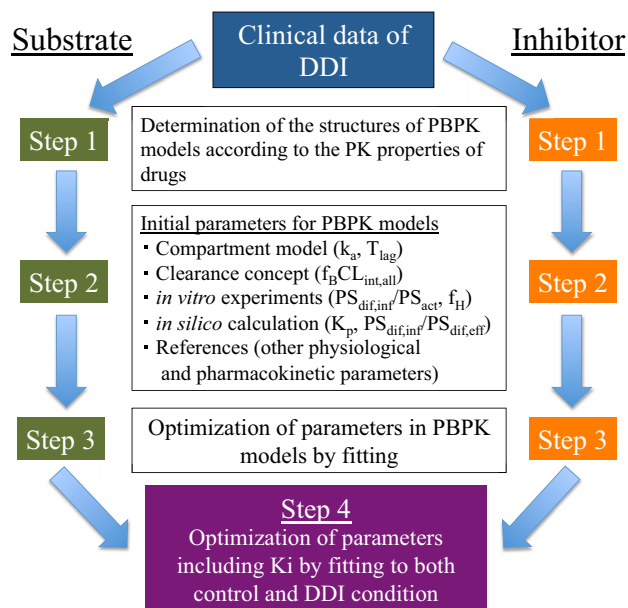 Substrate
Clinical data of
DDI
Inhibitor
Step 1
Determination of the structures of PBPK
models according to the PK properties of
drugs
Step 1
Initial parameters for PBPK models
・Compartment model (ka, Tlag)
・Clearance concept (fBCLint,all)
Step 2
・in vitro experiments (PSdif,inf/PSact, fH)
・in silico calculation (Kp, PSdif,inf/PSdif,eff)
・References (other physiological
and pharmacokinetic parameters)
Step 2
Step 3
Optimization of parameters in PBPK
models by fitting
Step 3
Step 4
Optimization of parameters
including Ki by fitting to both
control and DDI condition